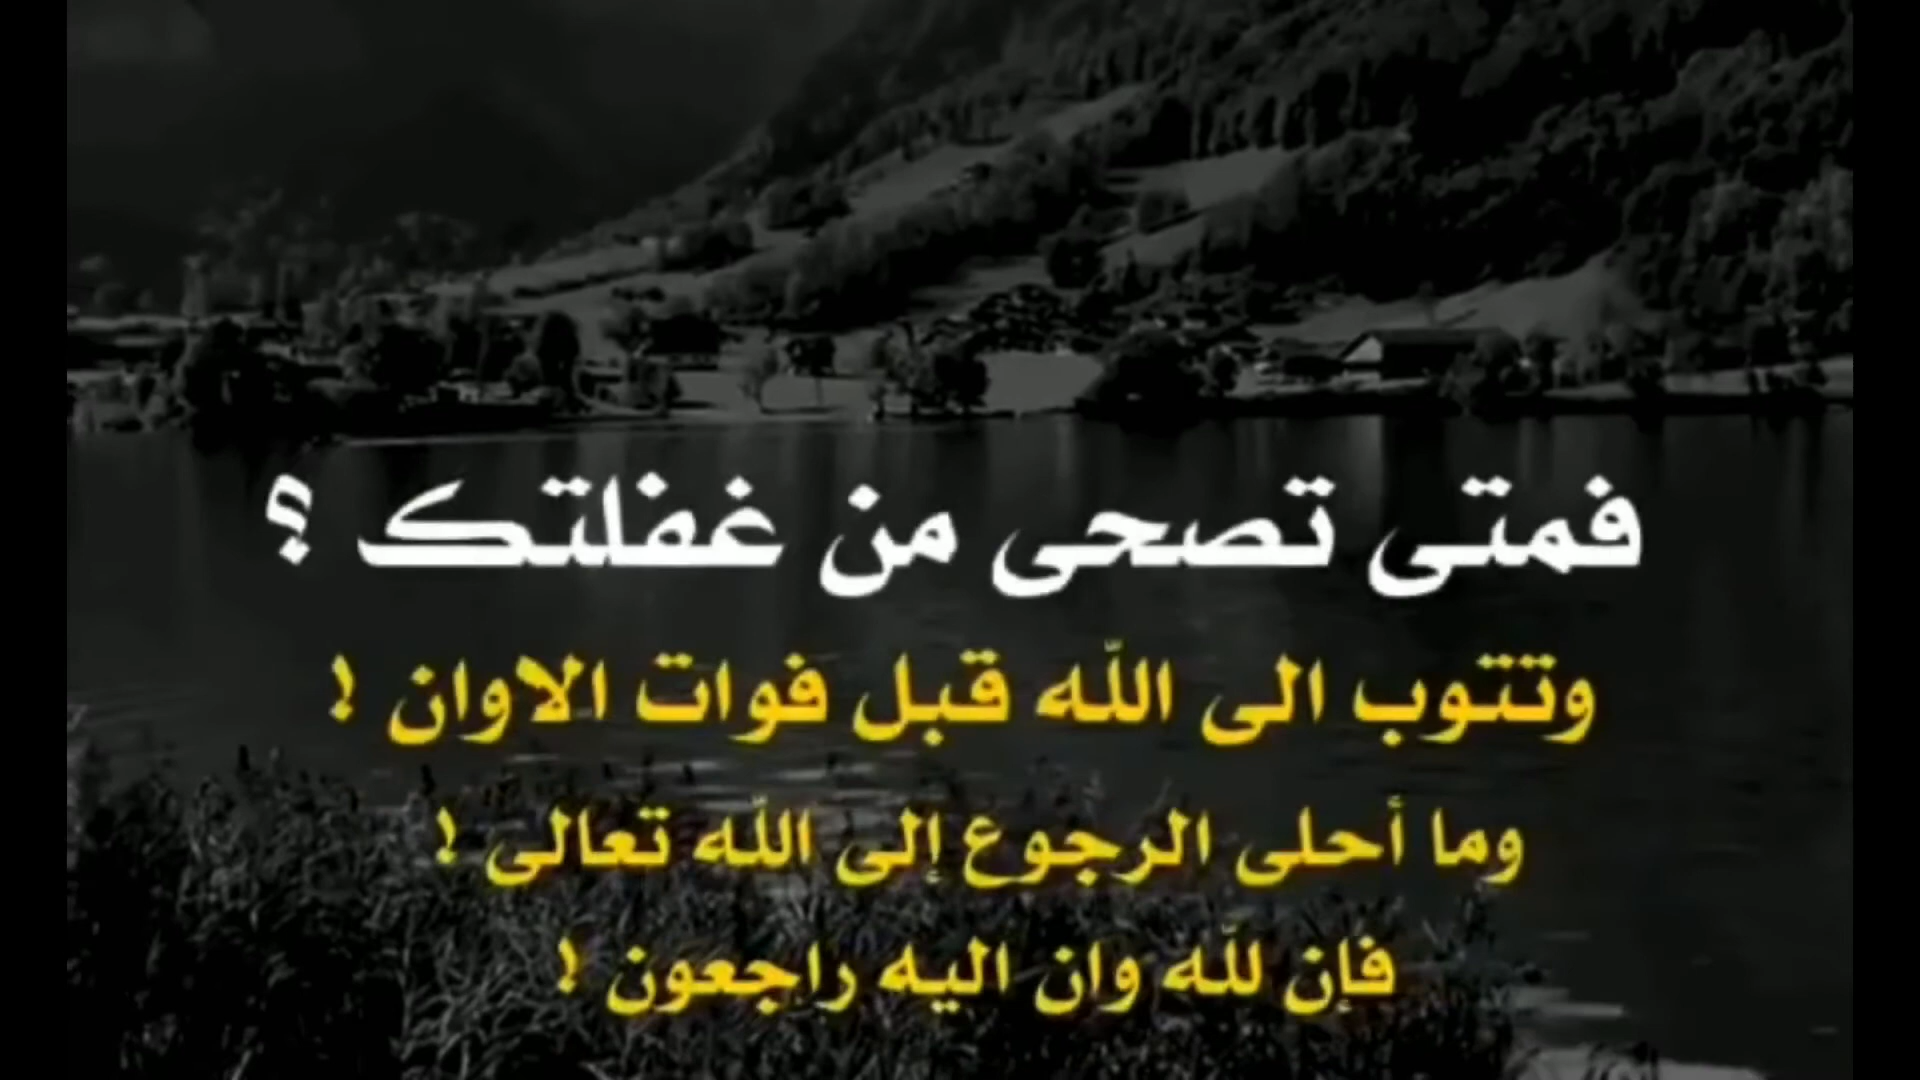 فمتى تصحى من غفلتك ؟
وتتوب الى الله قبل فوات الاوان !
وما أحلى الرجوع إلى الله تعالى !
فإن لله وان اليه راجعون !